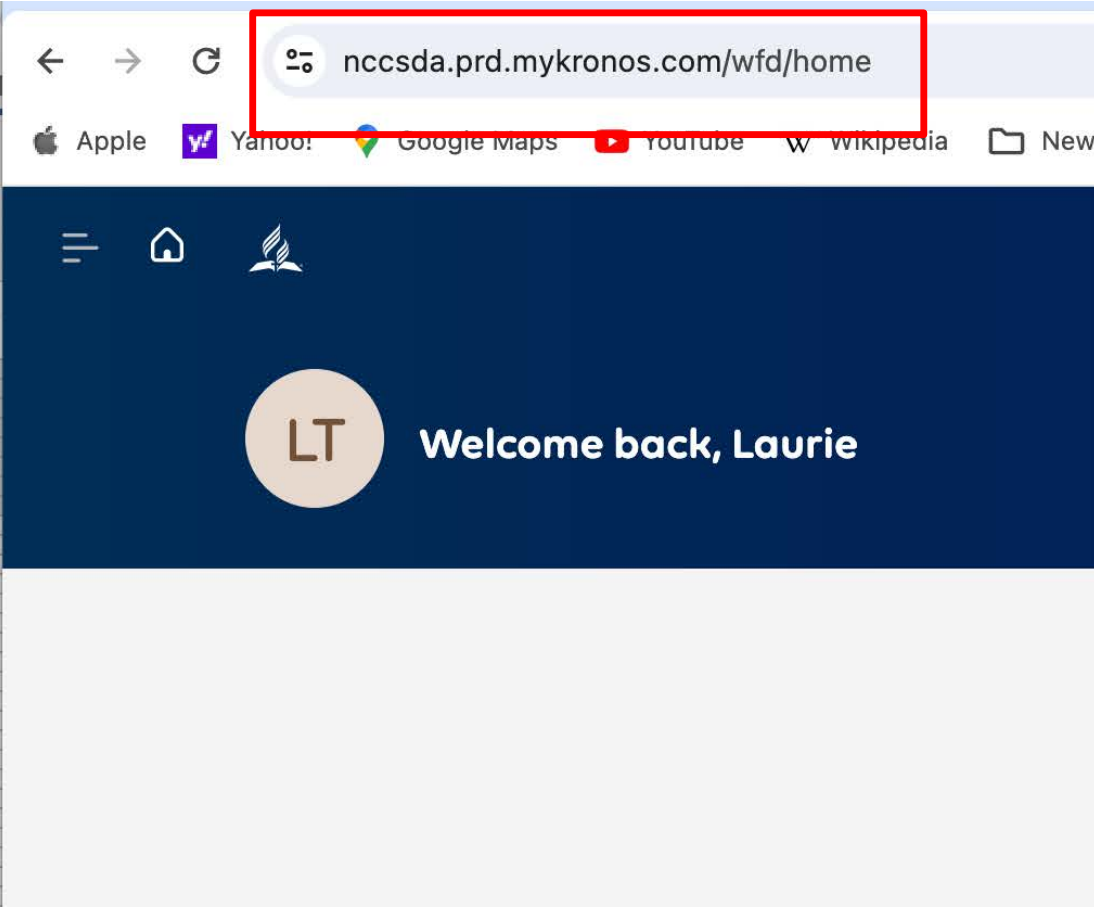 nccsda.prd.mykronos.com/wfd/home
Apple y! Yahoo! Google Maps YouTube W Wikipedia New
LT Welcome back, Laurie